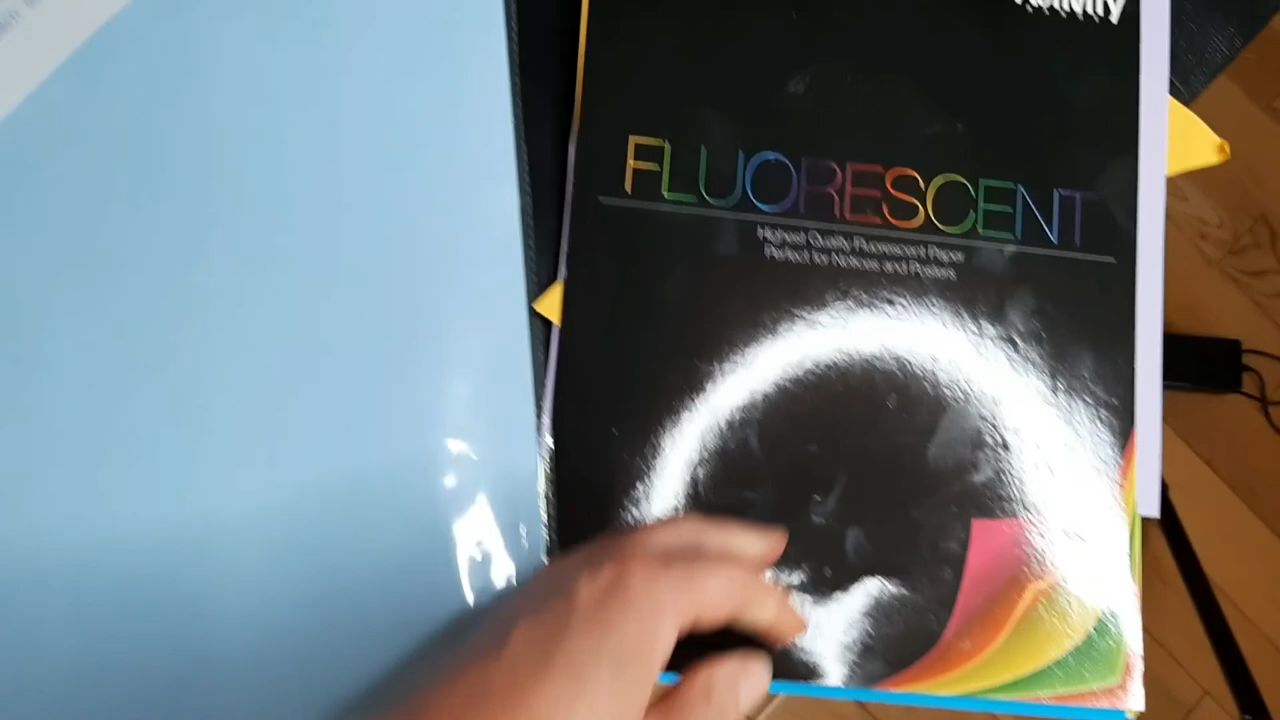 FLUORESCENT
Highest Quality Fluorescent Paper
Perfect for Notices and Posters